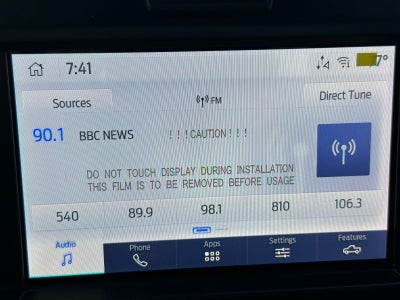 7:41
7°
Sources
FM
Direct Tune
90.1 BBC NEWS
!!!CAUTION!!!
DO NOT TOUCH DISPLAY DURING INSTALLATION
THIS FILM IS TO BE REMOVED BEFORE USAGE
540 89.9 98.1 810 106.3
Audio Phone Apps Settings Features